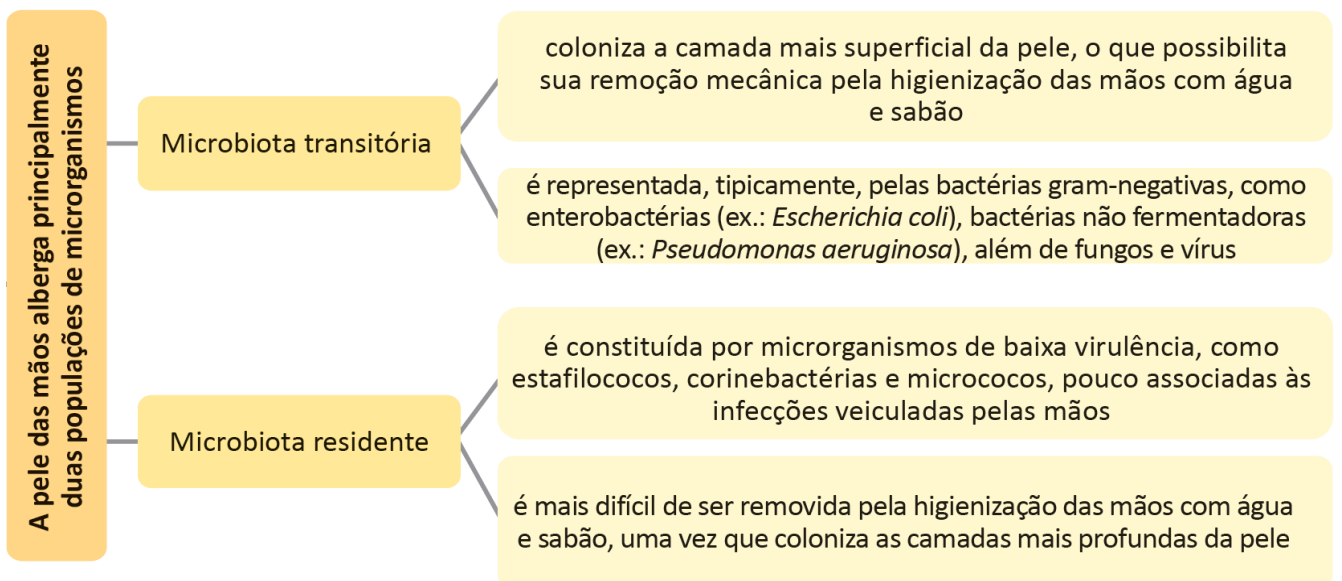 A pele das mãos alberga principalmente
duas populações de microrganismos
Microbiota transitória
coloniza a camada mais superficial da pele, o que possibilita
sua remoção mecânica pela higienização das mãos com água
e sabão
é representada, tipicamente, pelas bactérias gram-negativas, como
enterobactérias (ex.: Escherichia coli), bactérias não fermentadoras
(ex.: Pseudomonas aeruginosa), além de fungos e vírus
Microbiota residente
é constituída por microrganismos de baixa virulência, como
estafilococos, corinebactérias e micrococos, pouco associadas às
infecções veiculadas pelas mãos
é mais difícil de ser removida pela higienização das mãos com água
e sabão, uma vez que coloniza as camadas mais profundas da pele